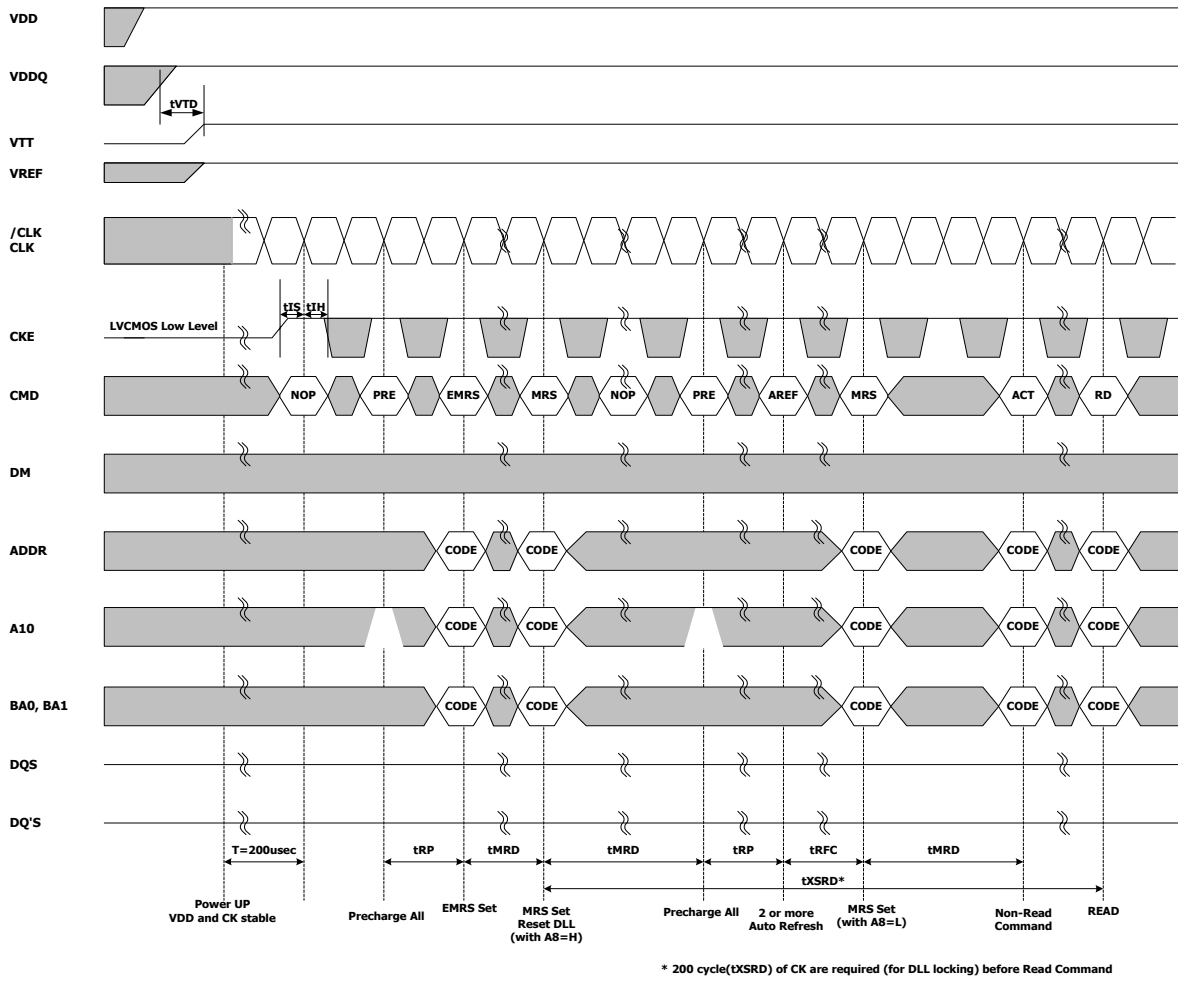 VDD
VDDQ
tVTD
VTT
VREF
/CLK
CLK
tIS tIH
CKE
LVCMOS Low Level
CMD
NOP PRE EMRS MRS NOP PRE AREF MRS ACT RD
DM
ADDR
CODE CODE CODE CODE CODE
A10
CODE CODE CODE CODE CODE
BA0, BA1
CODE CODE CODE CODE CODE
DQS
DQ'S
T=200usec tRP tMRD tMRD tRP tRFC tMRD
tXSRD*
Power UP
VDD and CK stable
Precharge All
EMRS Set
MRS Set
Reset DLL
(with A8=H)
Precharge All
2 or more
Auto Refresh
MRS Set
(with A8=L)
Non-Read
Command
READ
* 200 cycle(tXSRD) of CK are required (for DLL locking) before Read Command